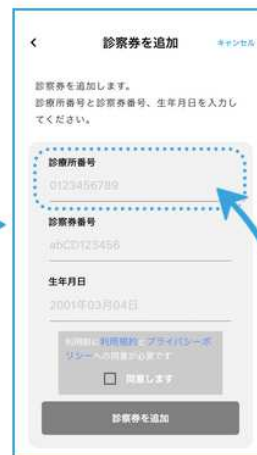 診察券を追加
キャンセル
診察券を追加します。
診療所番号と診察券番号、生年月日を入力し
てください。
診療所番号
0123456789
診察券番号
abCD123456
生年月日
2001年03月04日
利用前に利用規約とプライバシーポ
リシーへの同意が必要です
同意します
診察券を追加